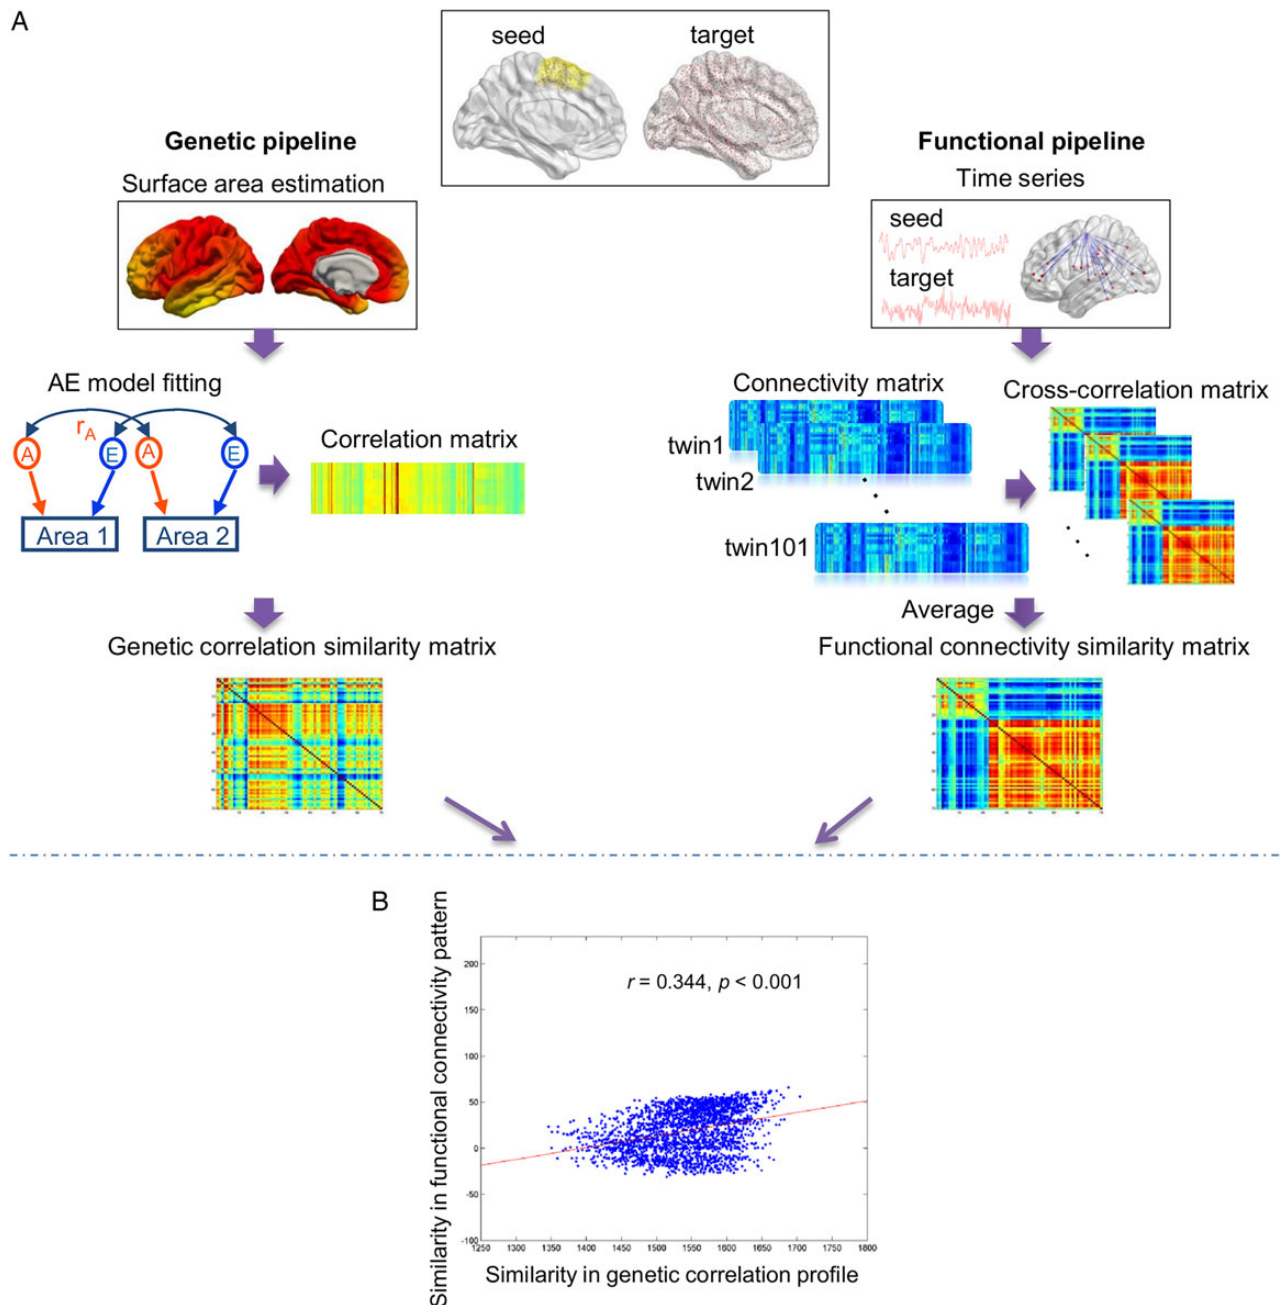 A
seed target
Genetic pipeline
Functional pipeline
Surface area estimation
Time series
seed
target
AE model fitting
Connectivity matrix
Cross-correlation matrix
rA
A E A E
Correlation matrix
twin1
twin2
Area 1 Area 2
twin101
Average
Genetic correlation similarity matrix
Functional connectivity similarity matrix
B
Similarity in functional connectivity pattern
r = 0.344, p < 0.001
200
150
100
50
0
-50
-100
1250 1300 1350 1400 1450 1500 1550 1600 1650 1700 1750 1800
Similarity in genetic correlation profile